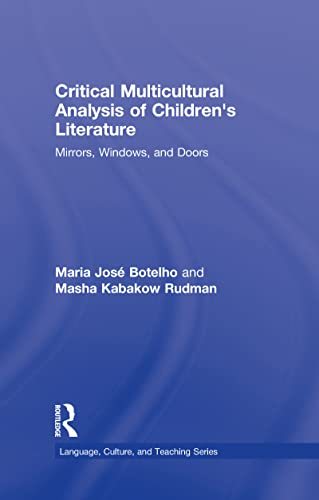 Critical Multicultural
Analysis of Children's
Literature
Mirrors, Windows, and Doors
Maria José Botelho and
Masha Kabakow Rudman
ROUTLEDGE
Language, Culture, and Teaching Series